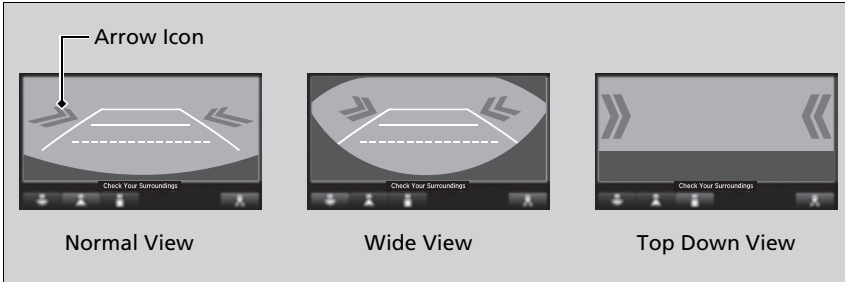 Arrow Icon
Check Your Surroundings
Check Your Surroundings
Check Your Surroundings
Normal View
Wide View
Top Down View